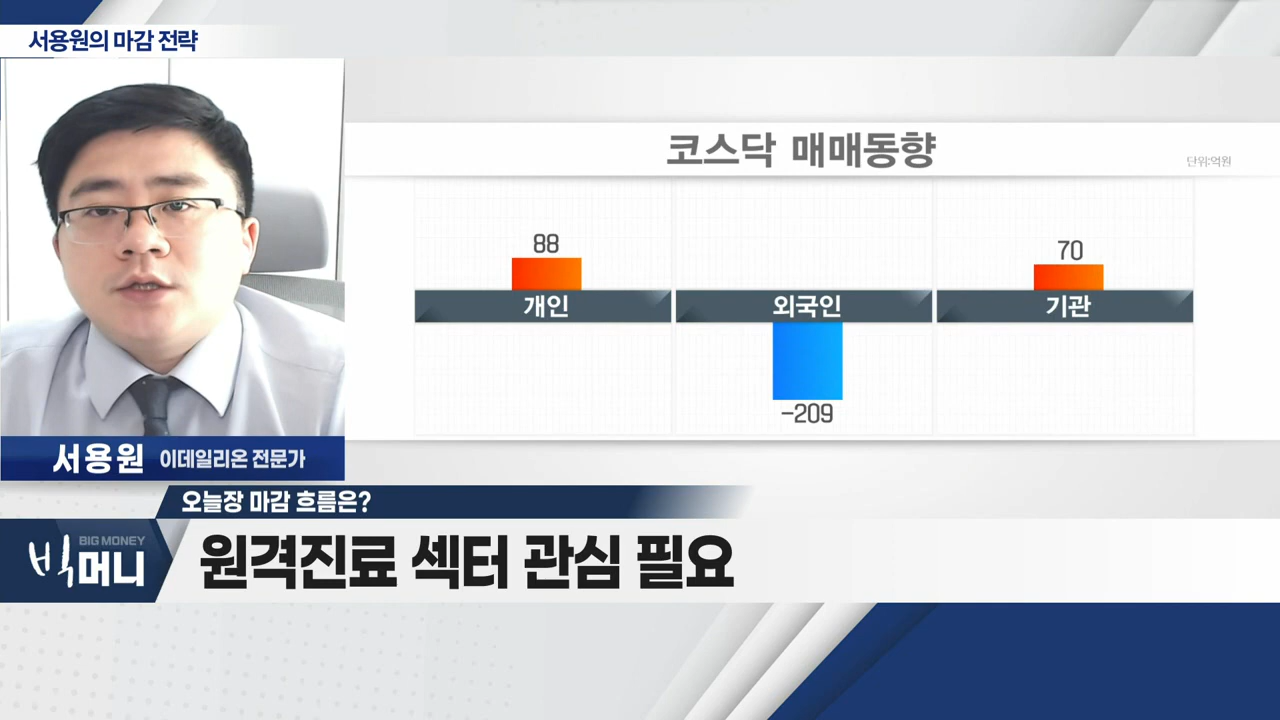 서용원의 마감 전략
코스닥 매매동향
단위:억원
88
70
개인
외국인
기관
-209
서용원 이데일리온 전문가
오늘장 마감 흐름은?
BIG MONEY
빅머니
원격진료 섹터 관심 필요